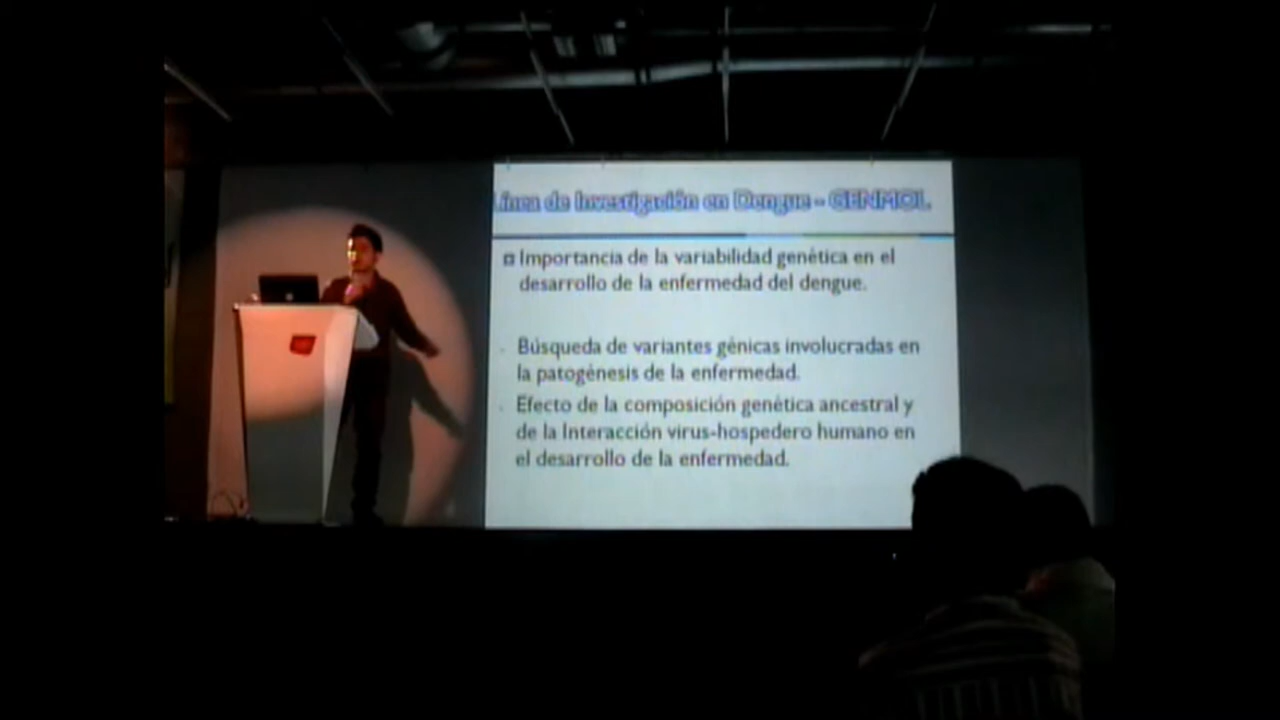 Línea de Investigación en Dengue - GENMOL
Importancia de la variabilidad genética en el
desarrollo de la enfermedad del dengue.
Búsqueda de variantes génicas involucradas en
la patogénesis de la enfermedad.
Efecto de la composición genética ancestral y
de la Interacción virus-hospedero humano en
el desarrollo de la enfermedad.